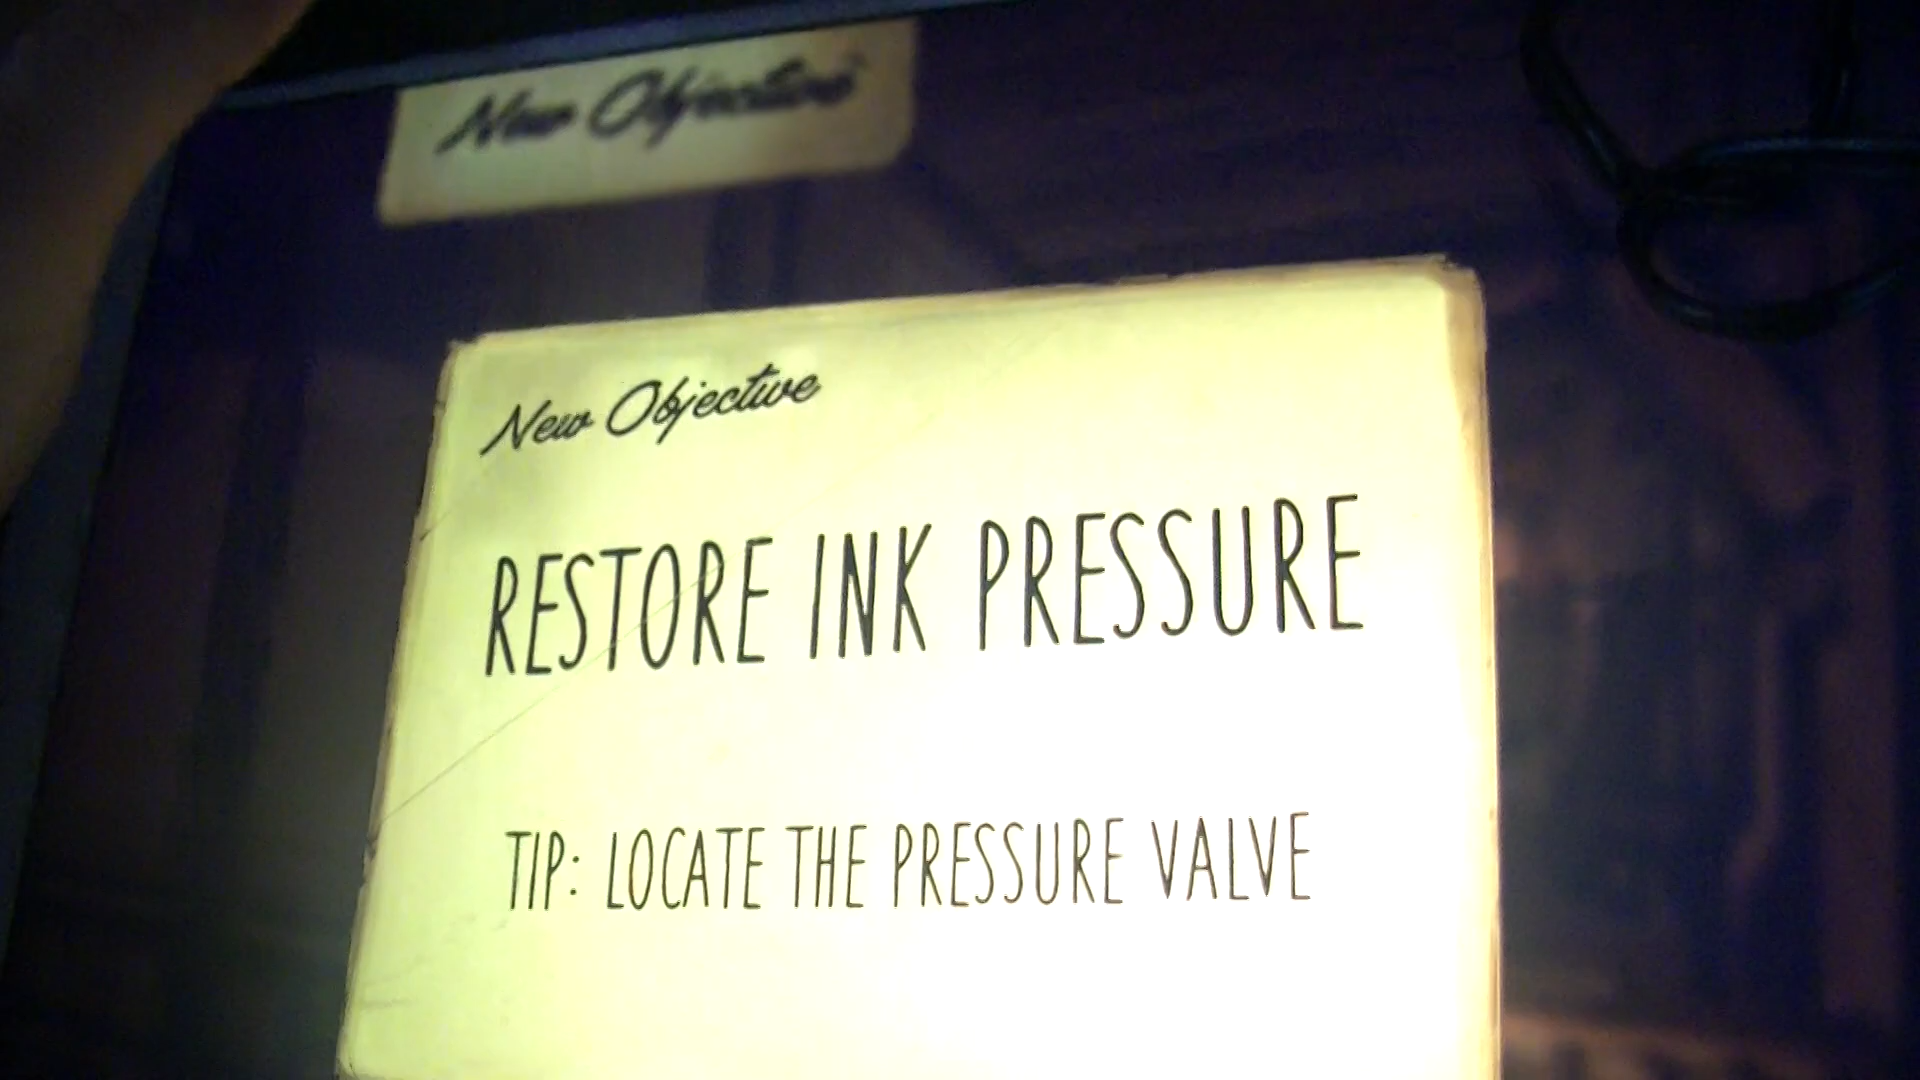 New Objective
New Objective
RESTORE INK PRESSURE
TIP: LOCATE THE PRESSURE VALVE